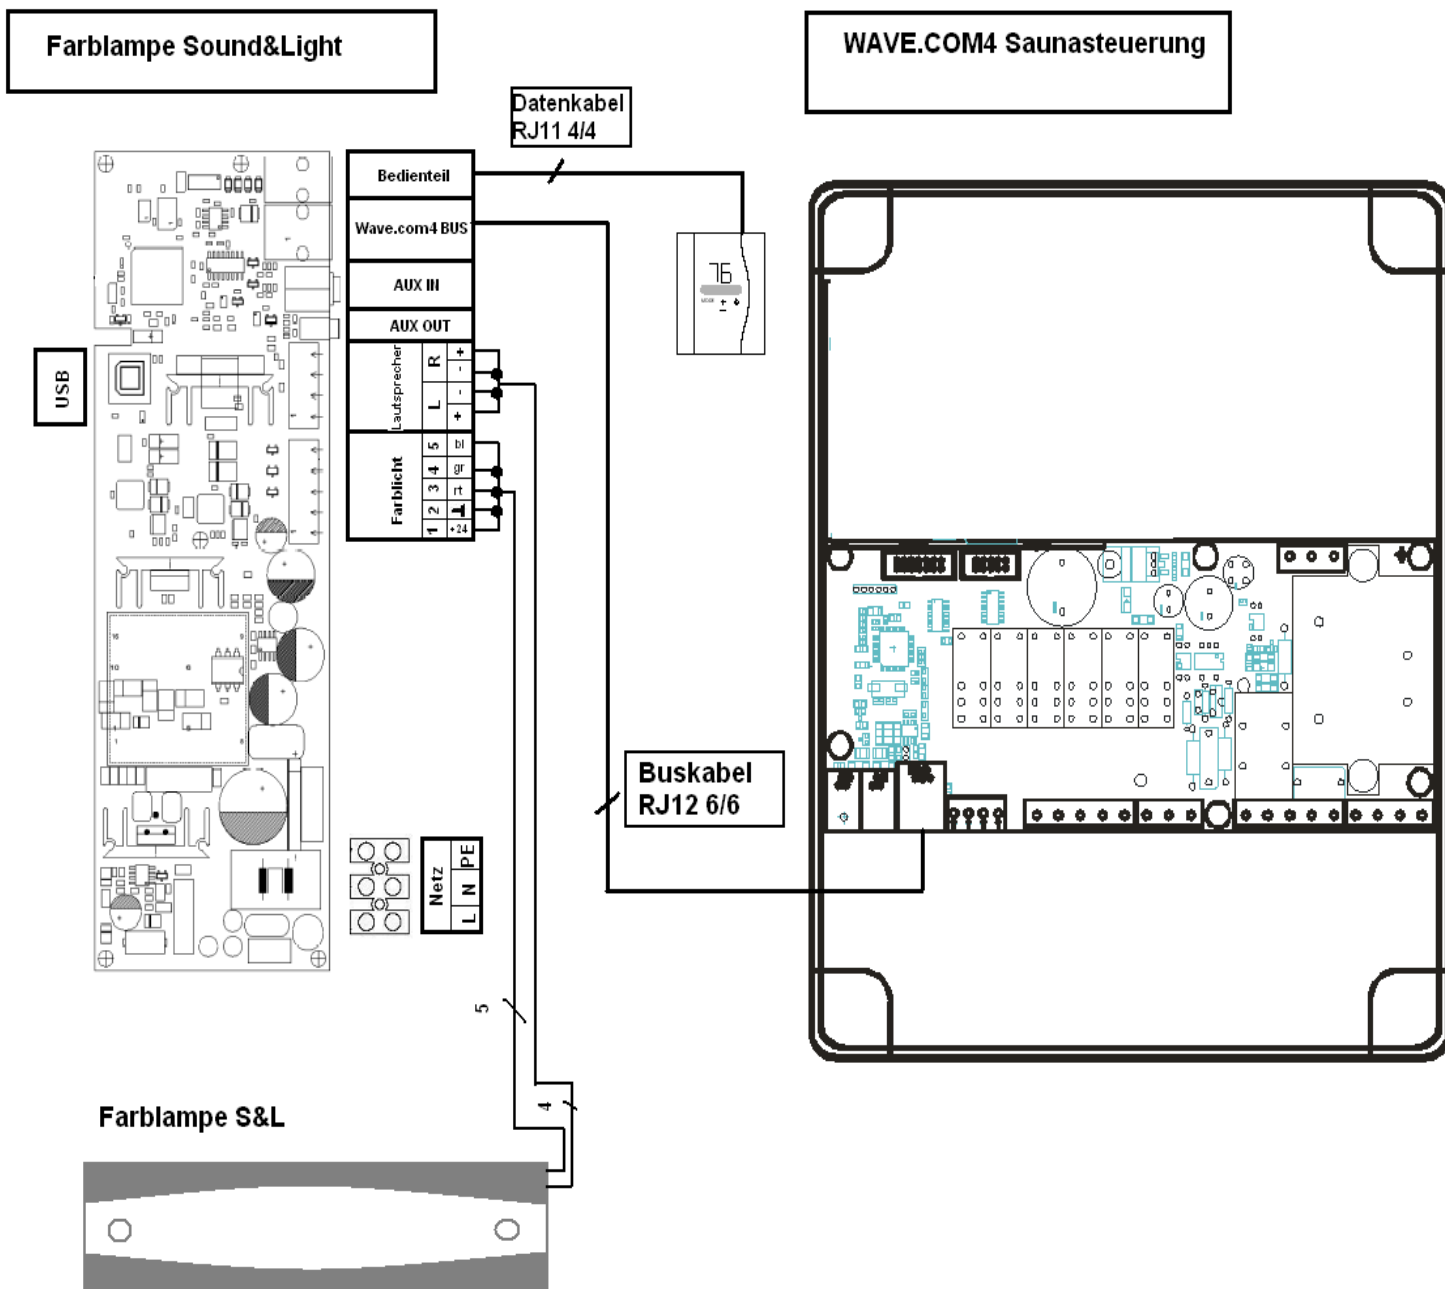 Farblampe Sound&Light
WAVE.COM4 Saunasteuerung
Datenkabel
RJ11 4/4
Bedienteil
Wave.com4 BUS
AUX IN
AUX OUT
USB
Lautsprecher
R
L
+
-
-
+
Farblicht
5
4
3
2
1
bl
gr
rt
+24
76
Buskabel
RJ12 6/6
Netz
L
N
PE
5
4
Farblampe S&L